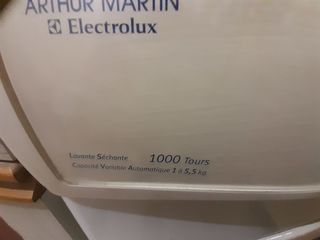 ARTHUR MARTIN
Electrolux
Lavante Séchante 1000 Tours
Capacité Variable Automatique 1 à 5,5 kg